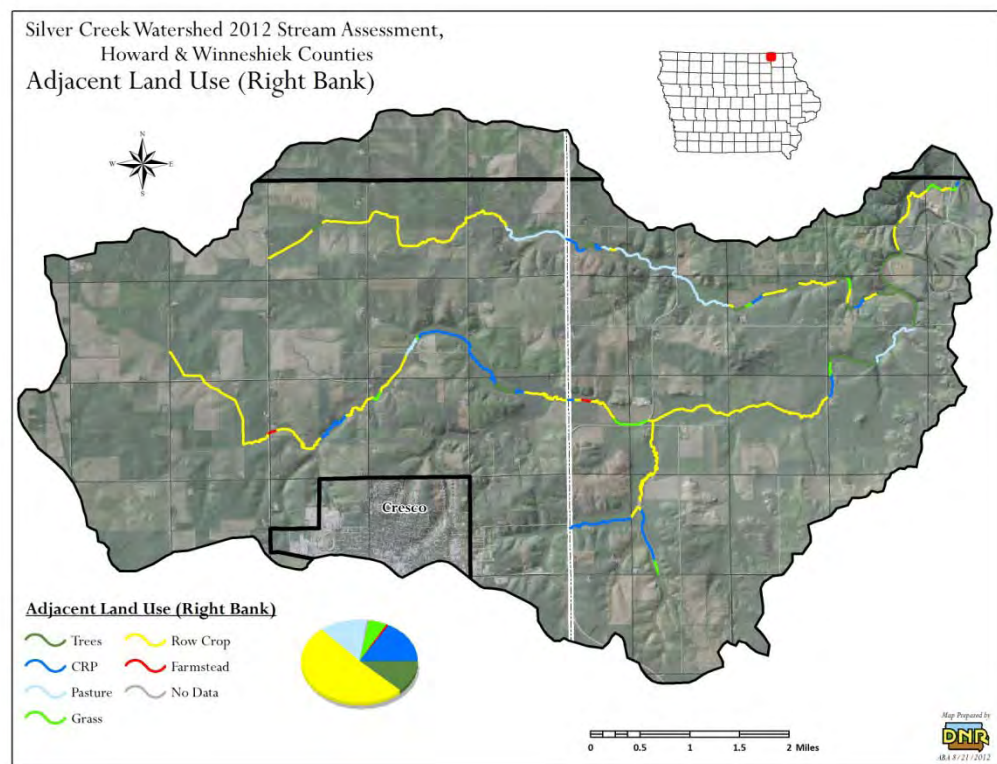 Silver Creek Watershed 2012 Stream Assessment,
Howard & Winneshiek Counties
Adjacent Land Use (Right Bank)
N
W
E
S
Cresco
Adjacent Land Use (Right Bank)
Trees
Row Crop
CRP
Farmstead
Pasture
No Data
Grass
0
0.5
1
1.5
2 Miles
Map Prepared by
DNR
ABA 8/21/2012